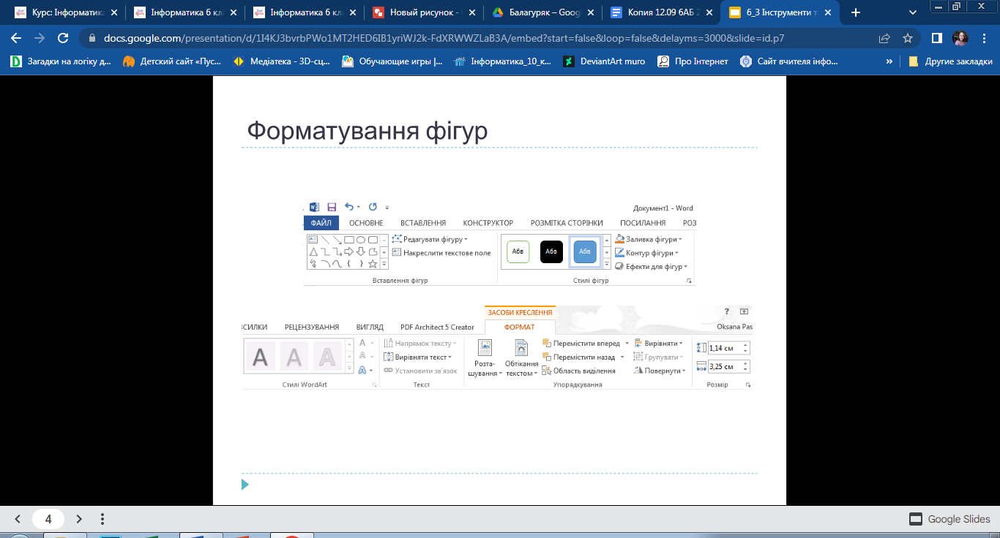 Курс: Інформатика
Інформатика 6 кла
Інформатика 6 кла
Новый рисунок -
Балагуряк – Goog
Копия 12.09 6АБ 2
6_3 Інструменти т
docs.google.com/presentation/d/1I4KJ3bvrbPWo1MT2HED6IB1yriWJ2k-FdXRWWZLaB3A/embed?start=false&loop=false&delayms=3000&slide=id.p7
Загадки на логіку д...
Детский сайт «Пус...
Медіатека - 3D-сц...
Обучающие игры |...
Інформатика_10_к...
DeviantArt muro
Про Інтернет
Сайт вчителя інфо...
»
Другие закладки
Форматування фігур
Документ1 - Word
ФАЙЛ ОСНОВНЕ ВСТАВЛЕННЯ КОНСТРУКТОР РОЗМІТКА СТОРІНКИ ПОСИЛАННЯ РОЗ
Редагувати фігуру
Накреслити текстове поле
Вставлення фігур
Абв Абв Абв
Заливка фігури
Контур фігури
Ефекти для фігур
Стилі фігур
ЗАСОБИ КРЕСЛЕННЯ
?
ЗСИЛКИ РЕЦЕНЗУВАННЯ ВИГЛЯД PDF Architect 5 Creator ФОРМАТ Oksana Pas
A A A
A
A
A
Стилі WordArt
Напрямок тексту
Вирівняти текст
Установити зв'язок
Текст
Розта-
шування
Обтікання
текстом
Перемістити вперед
Перемістити назад
Область виділення
Вирівняти
Групувати
Повернути
Упорядкування
1,14 см
3,25 см
Розмір
4
Google Slides